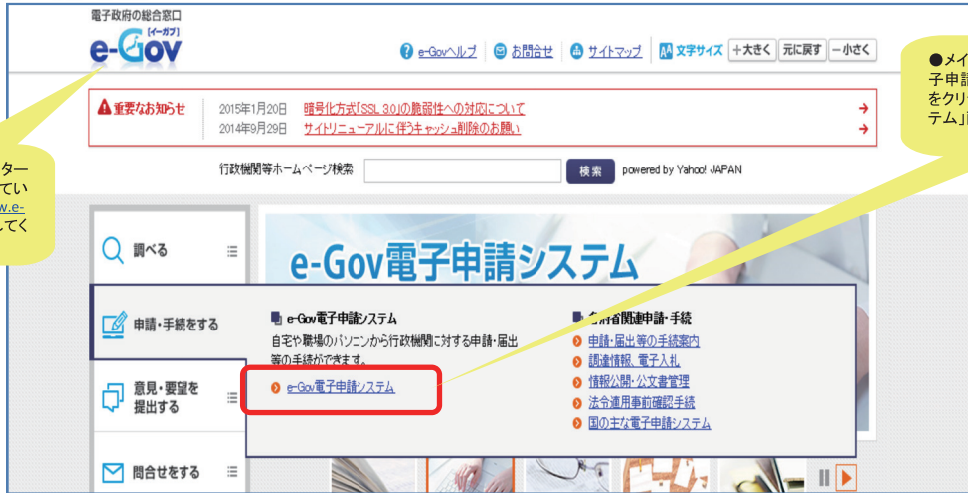 電子政府の総合窓口
[イーガブ]
e-Gov
e-Govヘルプ
お問合せ
サイトマップ
文字サイズ
+大きく
元に戻す
-小さく
重要なお知らせ
2015年1月20日 暗号化方式「SSL 3.0」の脆弱性への対応について
2014年9月29日 サイトリニューアルに伴うキャッシュ削除のお願い
行政機関等ホームページ検索
検索
powered by Yahoo! JAPAN
●メイ
子申請
をクリ
テム」
ター
てい
w.e-
してく
調べる
申請・手続をする
意見・要望を
提出する
問合せをする
e-Gov電子申請システム
e-Gov電子申請システム
自宅や職場のパソコンから行政機関に対する申請・届出
等の手続ができます。
e-Gov電子申請システム
各府省関連申請・手続
申請・届出等の手続案内
調達情報、電子入札
情報公開・公文書管理
法令適用事前確認手続
国の主な電子申請システム